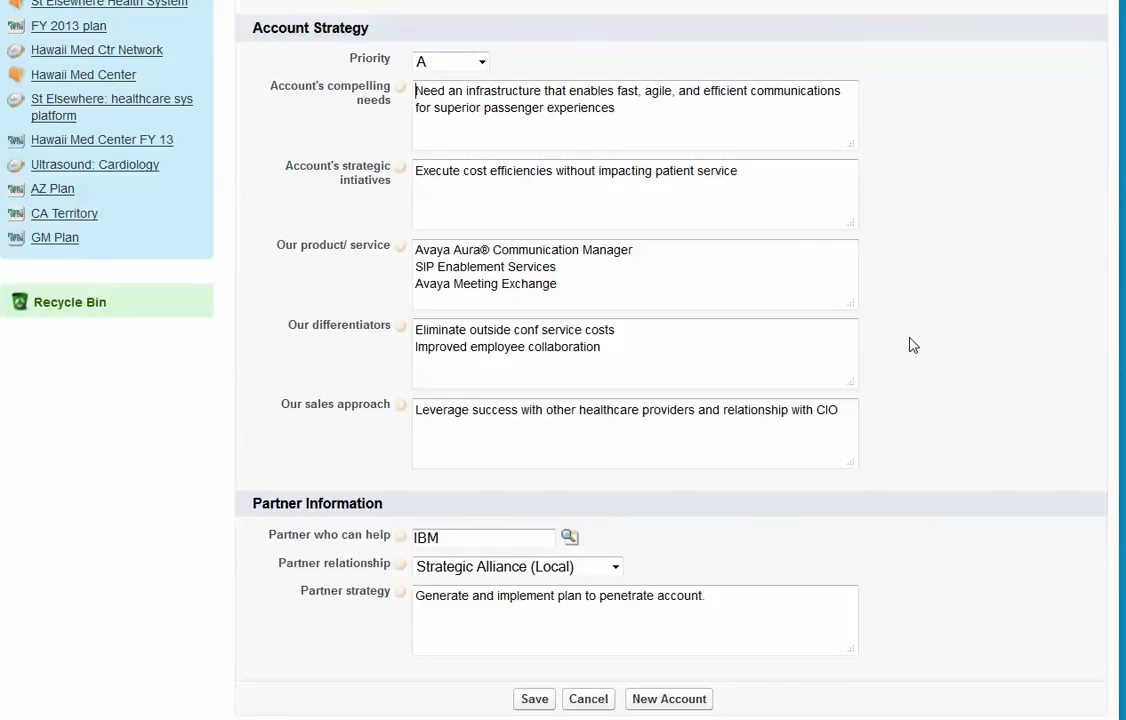 St Elsewhere Health System
FY 2013 plan
Hawaii Med Ctr Network
Hawaii Med Center
St Elsewhere: healthcare sys
platform
Hawaii Med Center FY 13
Ultrasound: Cardiology
AZ Plan
CA Territory
GM Plan
Recycle Bin
Account Strategy
Priority
A
Account's compelling
needs
Need an infrastructure that enables fast, agile, and efficient communications
for superior passenger experiences
Account's strategic
intiatives
Execute cost efficiencies without impacting patient service
Our product/ service
Avaya Aura® Communication Manager
SIP Enablement Services
Avaya Meeting Exchange
Our differentiators
Eliminate outside conf service costs
Improved employee collaboration
Our sales approach
Leverage success with other healthcare providers and relationship with CIO
Partner Information
Partner who can help
IBM
Partner relationship
Strategic Alliance (Local)
Partner strategy
Generate and implement plan to penetrate account.
Save
Cancel
New Account